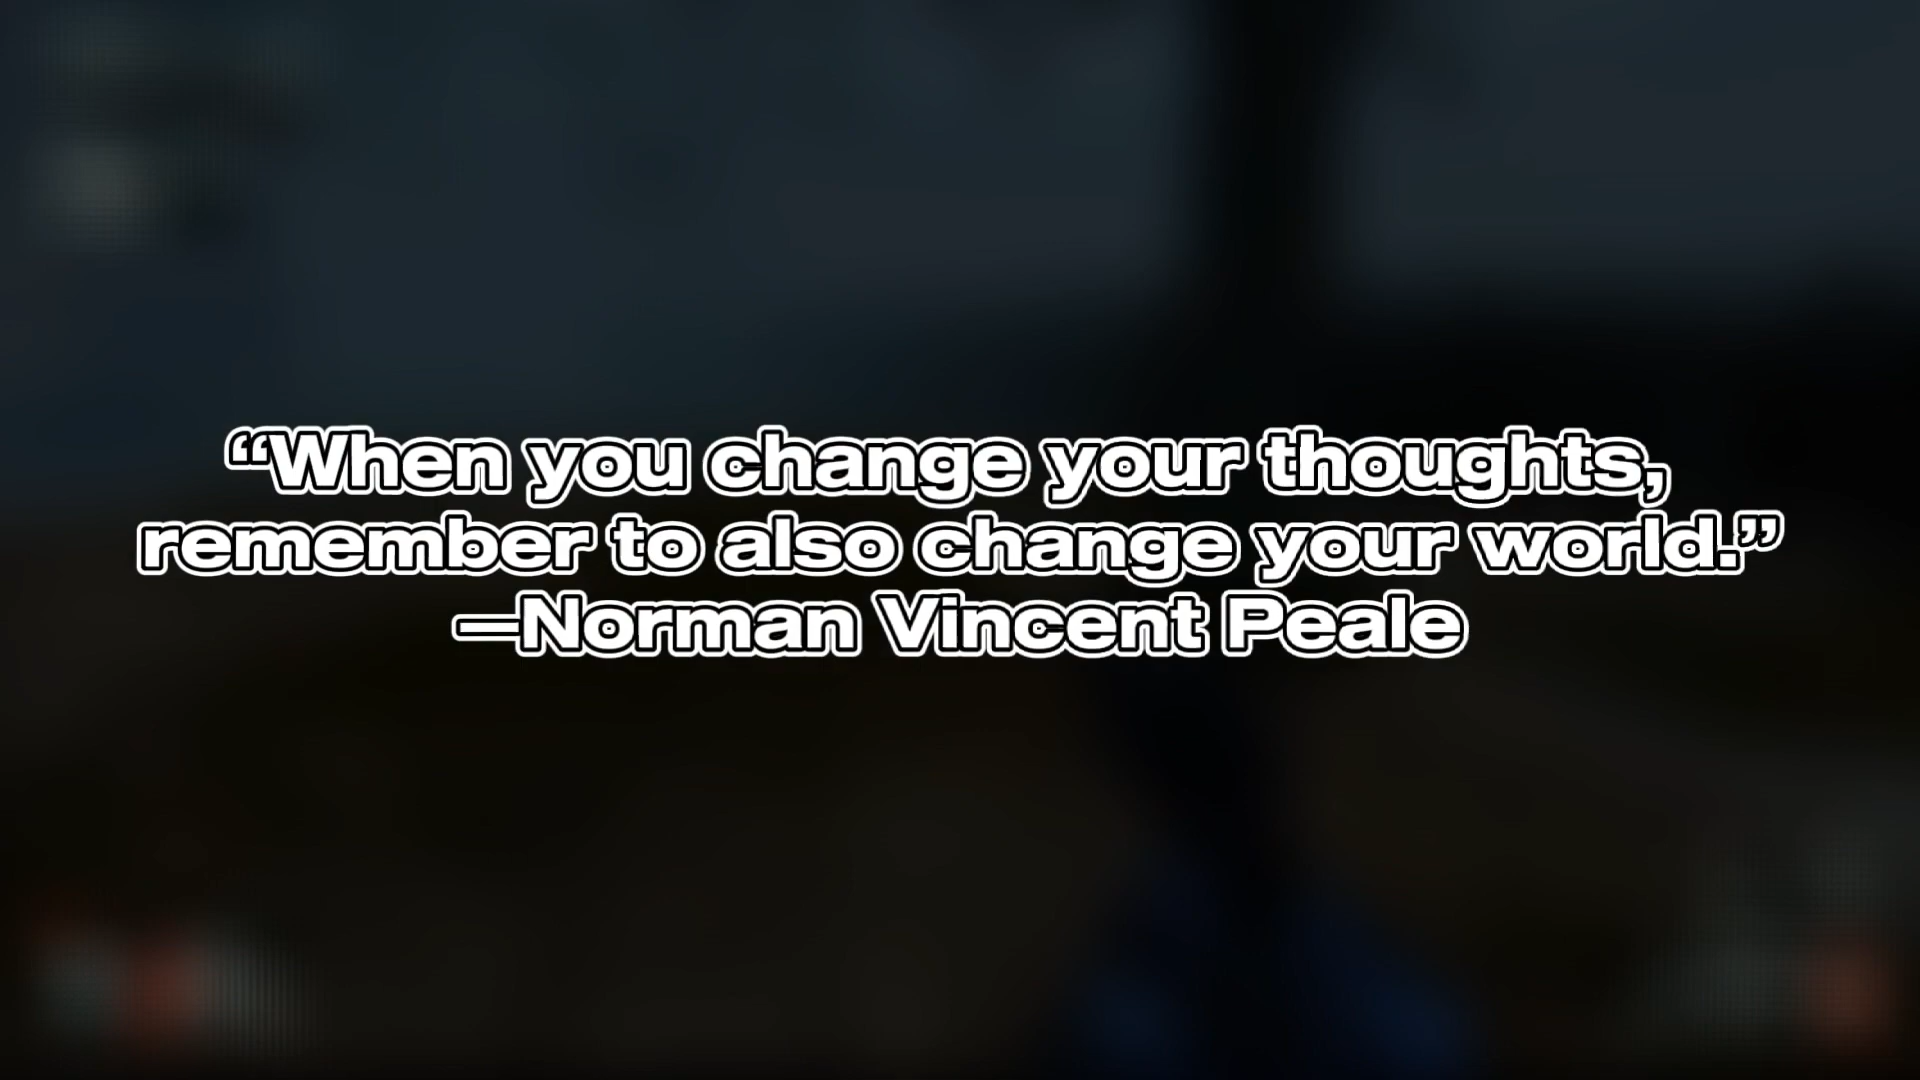 “When you change your thoughts,
remember to also change your world.”
—Norman Vincent Peale